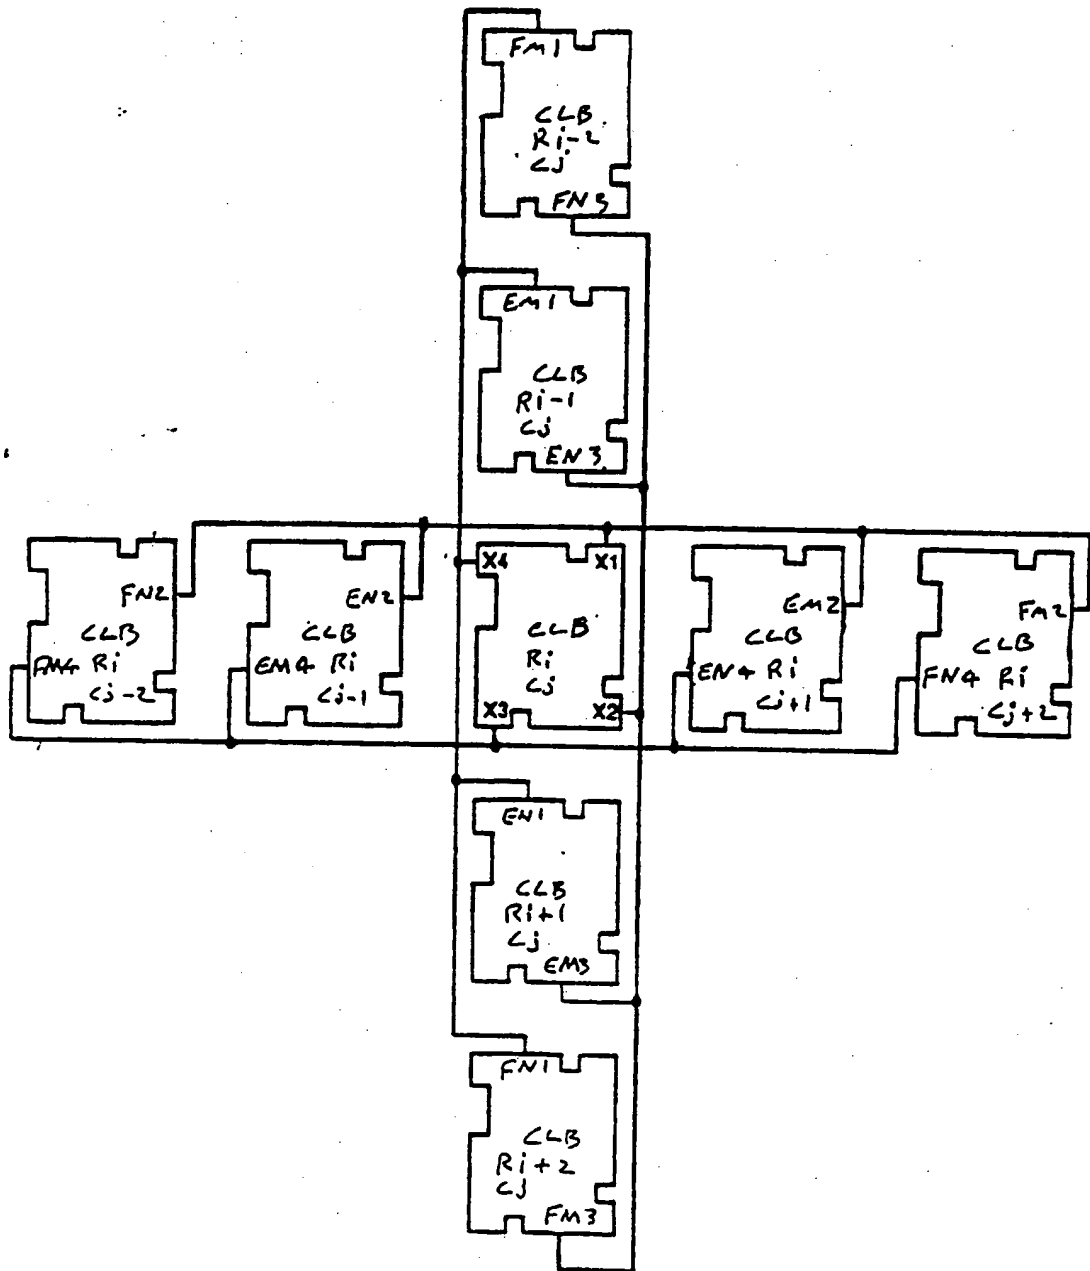 FM1
CLB
Ri-2
Cj
FN3
EM1
CLB
Ri-1
Cj
EN3
FN2
CLB
FM4 Ri
Cj-2
EN2
CLB
EM4 Ri
Cj-1
X4 X1
CLB
Ri
Cj
X3 X2
EM2
CLB
EN4 Ri
Cj+1
FM2
CLB
FN4 Ri
Cj+2
EN1
CLB
Ri+1
Cj
EM3
FN1
CLB
Ri+2
Cj
FM3